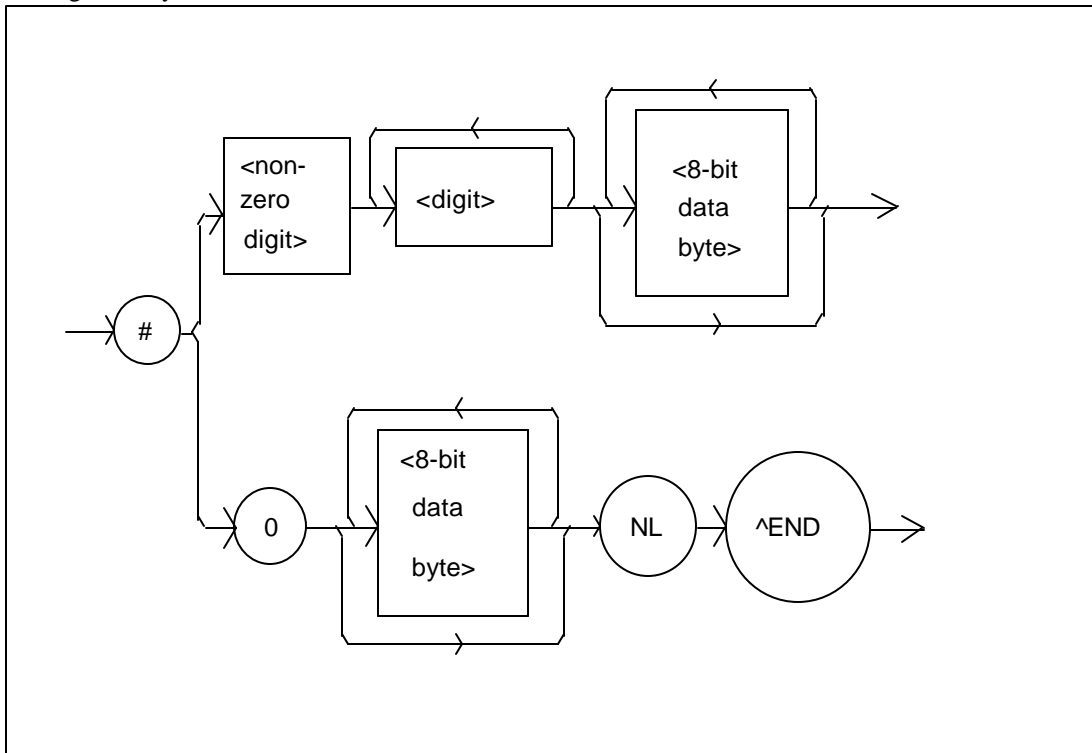 <non-
zero
digit>
<digit>
<8-bit
data
byte>
#
0
<8-bit
data
byte>
NL
^END